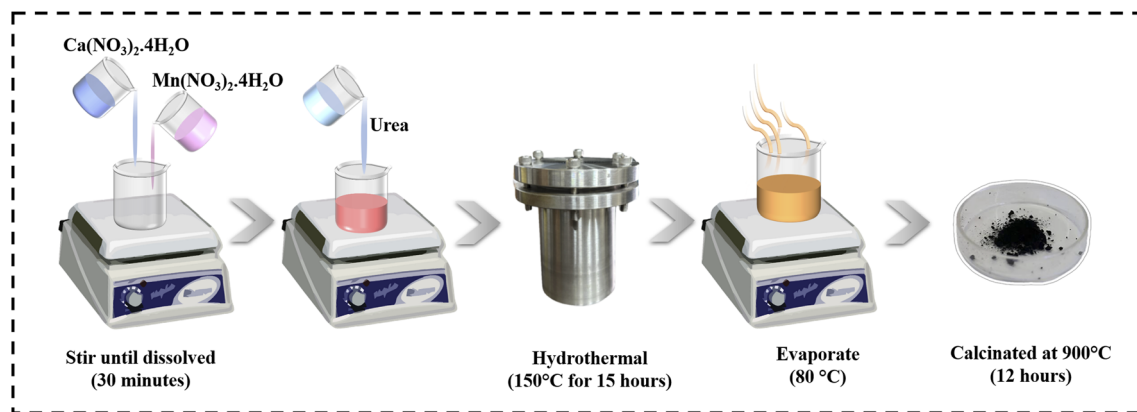 Ca(NO₃)₂.4H₂O
Mn(NO₃)₂.4H₂O
Urea
Stir until dissolved
(30 minutes)
Hydrothermal
(150°C for 15 hours)
Evaporate
(80 °C)
Calcinated at 900°C
(12 hours)